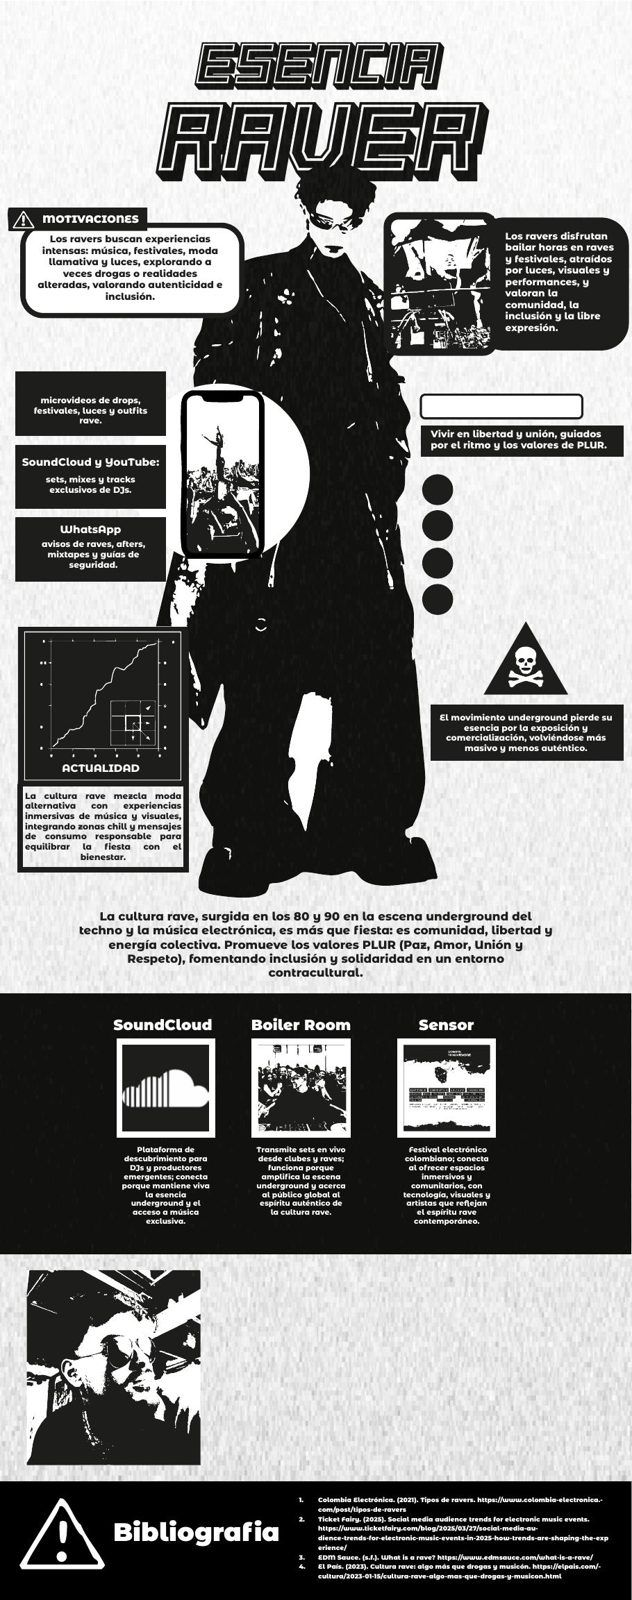 ESENCIA
RAVER
MOTIVACIONES
Los ravers buscan experiencias
intensas: música, festivales, moda
llamativa y luces, explorando a
veces drogas o realidades
alteradas, valorando autenticidad e
inclusión.
Los ravers disfrutan
bailar horas en raves
y festivales, atraídos
por luces, visuales y
performances, y
valoran la
comunidad, la
inclusión y la libre
expresión.
microvideos de drops,
festivales, luces y outfits
rave.
SoundCloud y YouTube:
sets, mixes y tracks
exclusivos de DJs.
WhatsApp
avisos de raves, afters,
mixtapes y guías de
seguridad.
Vivir en libertad y unión, guiados
por el ritmo y los valores de PLUR.
El movimiento underground pierde su
esencia por la exposición y
comercialización, volviéndose más
masivo y menos auténtico.
ACTUALIDAD
La cultura rave mezcla moda
alternativa con experiencias
inmersivas de música y visuales,
integrando zonas chill y mensajes
de consumo responsable para
equilibrar la fiesta con el
bienestar.
La cultura rave, surgida en los 80 y 90 en la escena underground del
techno y la música electrónica, es más que fiesta: es comunidad, libertad y
energía colectiva. Promueve los valores PLUR (Paz, Amor, Unión y
Respeto), fomentando inclusión y solidaridad en un entorno
contracultural.
SoundCloud
Plataforma de
descubrimiento para
DJs y productores
emergentes; conecta
porque mantiene viva
la esencia
underground y el
acceso a música
exclusiva.
Boiler Room
Transmite sets en vivo
desde clubes y raves;
funciona porque
amplifica la escena
underground y acerca
al público global al
espíritu auténtico de
la cultura rave.
Sensor
Festival electrónico
colombiano; conecta
al ofrecer espacios
inmersivos y
comunitarios, con
tecnología, visuales y
artistas que reflejan
el espíritu rave
contemporáneo.
Bibliografia
1. Colombia Electrónica. (2021). Tipos de ravers. https://www.colombia-electronica.-
com/post/tipos-de-ravers
2. Ticket Fairy. (2025). Social media audience trends for electronic music events.
https://www.ticketfairy.com/blog/2025/03/27/social-media-au-
dience-trends-for-electronic-music-events-in-2025-how-trends-are-shaping-the-exp
erience/
3. EDM Sauce. (s.f.). What is a rave? https://www.edmsauce.com/what-is-a-rave/
4. El País. (2023). Cultura rave: algo más que drogas y musicón. https://elpais.com/-
cultura/2023-01-15/cultura-rave-algo-mas-que-drogas-y-musicon.html